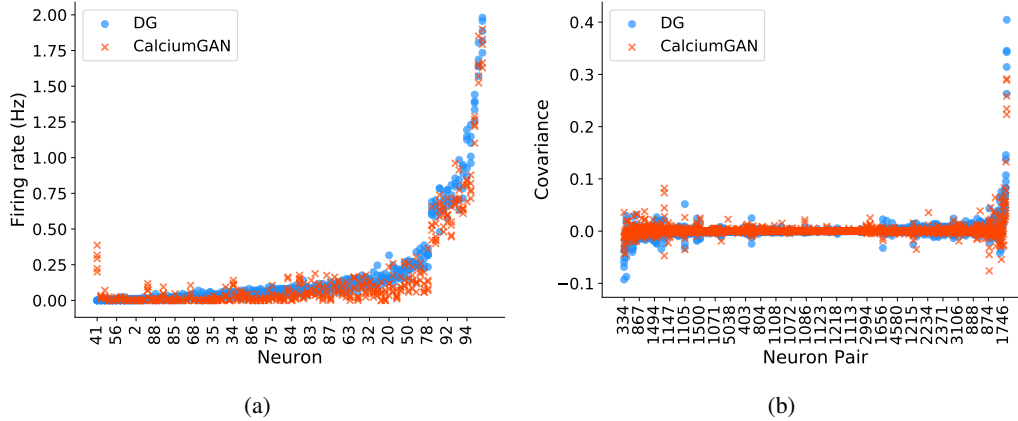 DG
CalciumGAN
Firing rate (Hz)
2.00
1.75
1.50
1.25
1.00
0.75
0.50
0.25
0.00
41 56 2 88 85 68 35 34 86 75 84 83 87 63 32 20 50 78 92 94
Neuron
(a)
DG
CalciumGAN
Covariance
0.4
0.3
0.2
0.1
0.0
−0.1
334 867 1494 1147 1105 1500 1071 5038 403 804 1108 1072 1086 1123 1218 1113 2994 1656 4580 1215 2234 2371 3106 888 874 1746
Neuron Pair
(b)